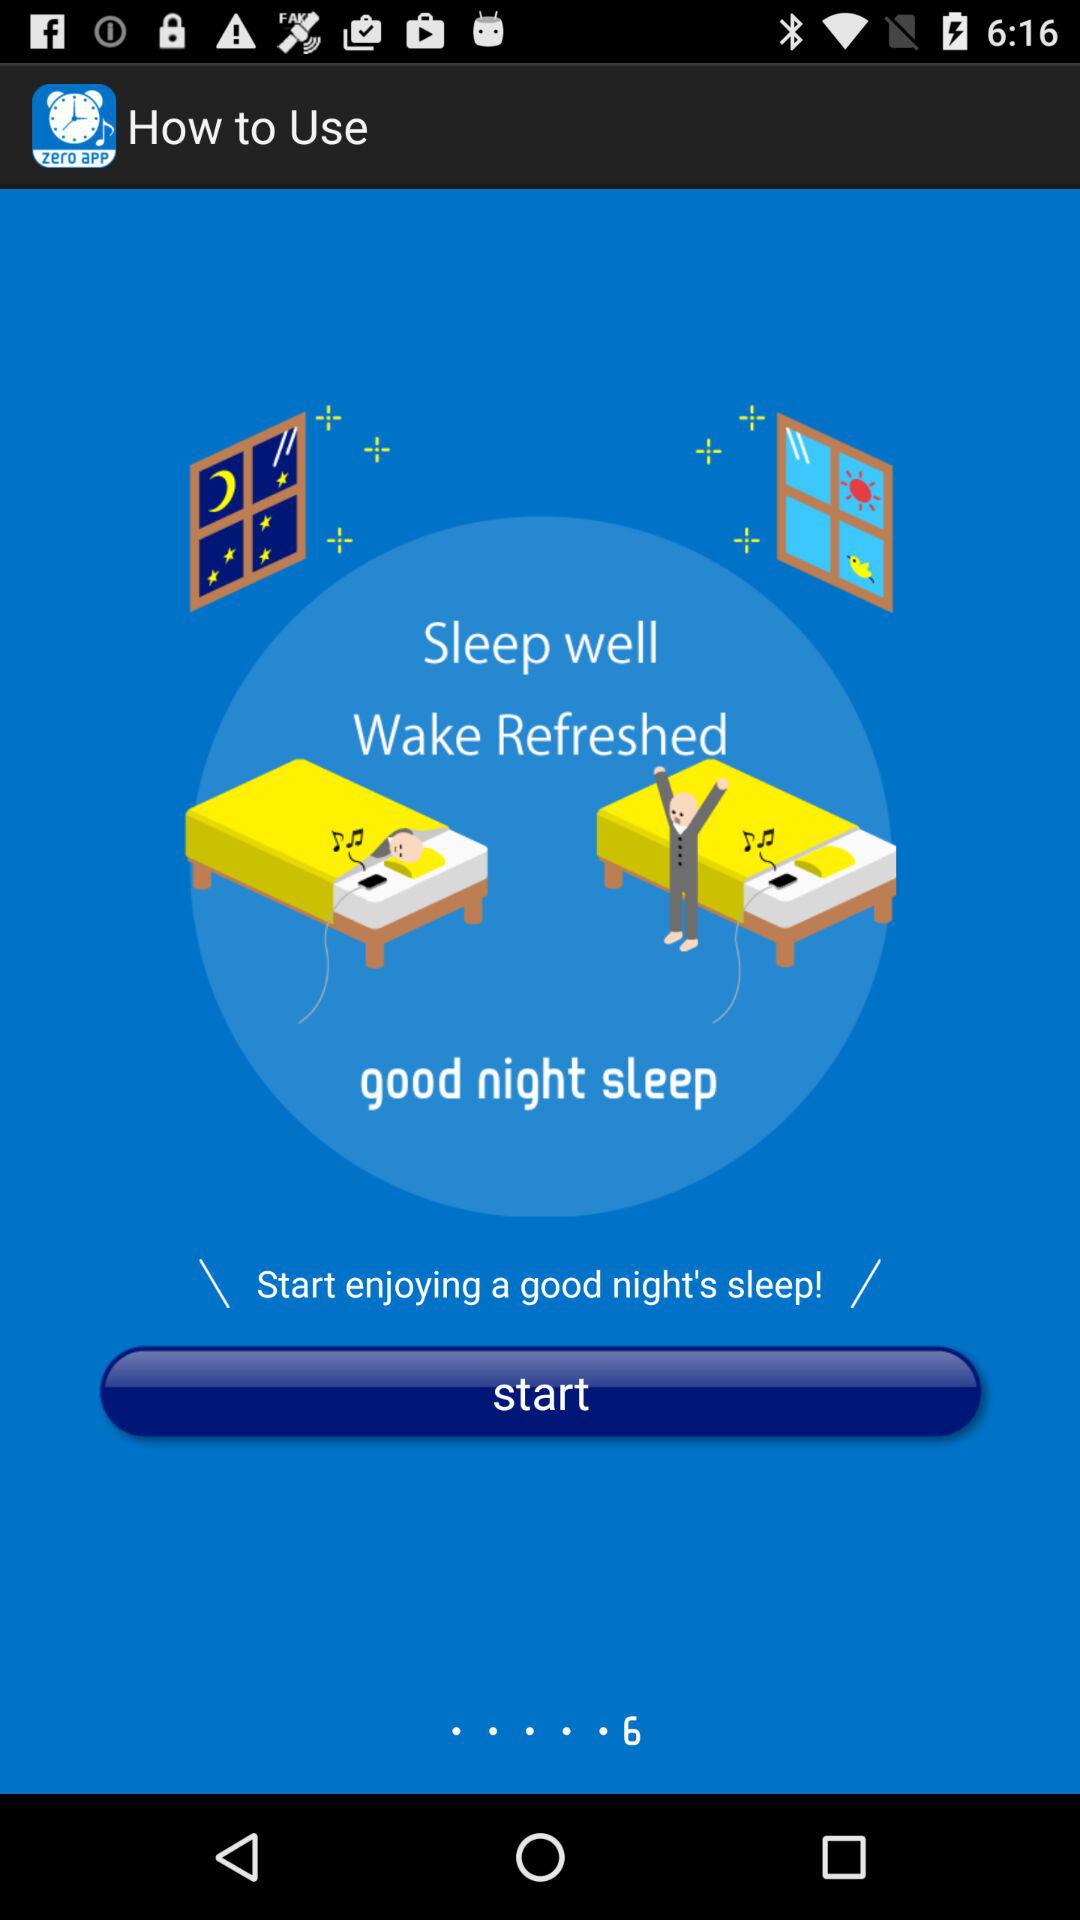 FAKE
6:16
zero app
How to Use
Sleep well
Wake Refreshed
good night sleep
Start enjoying a good night's sleep!
start
6